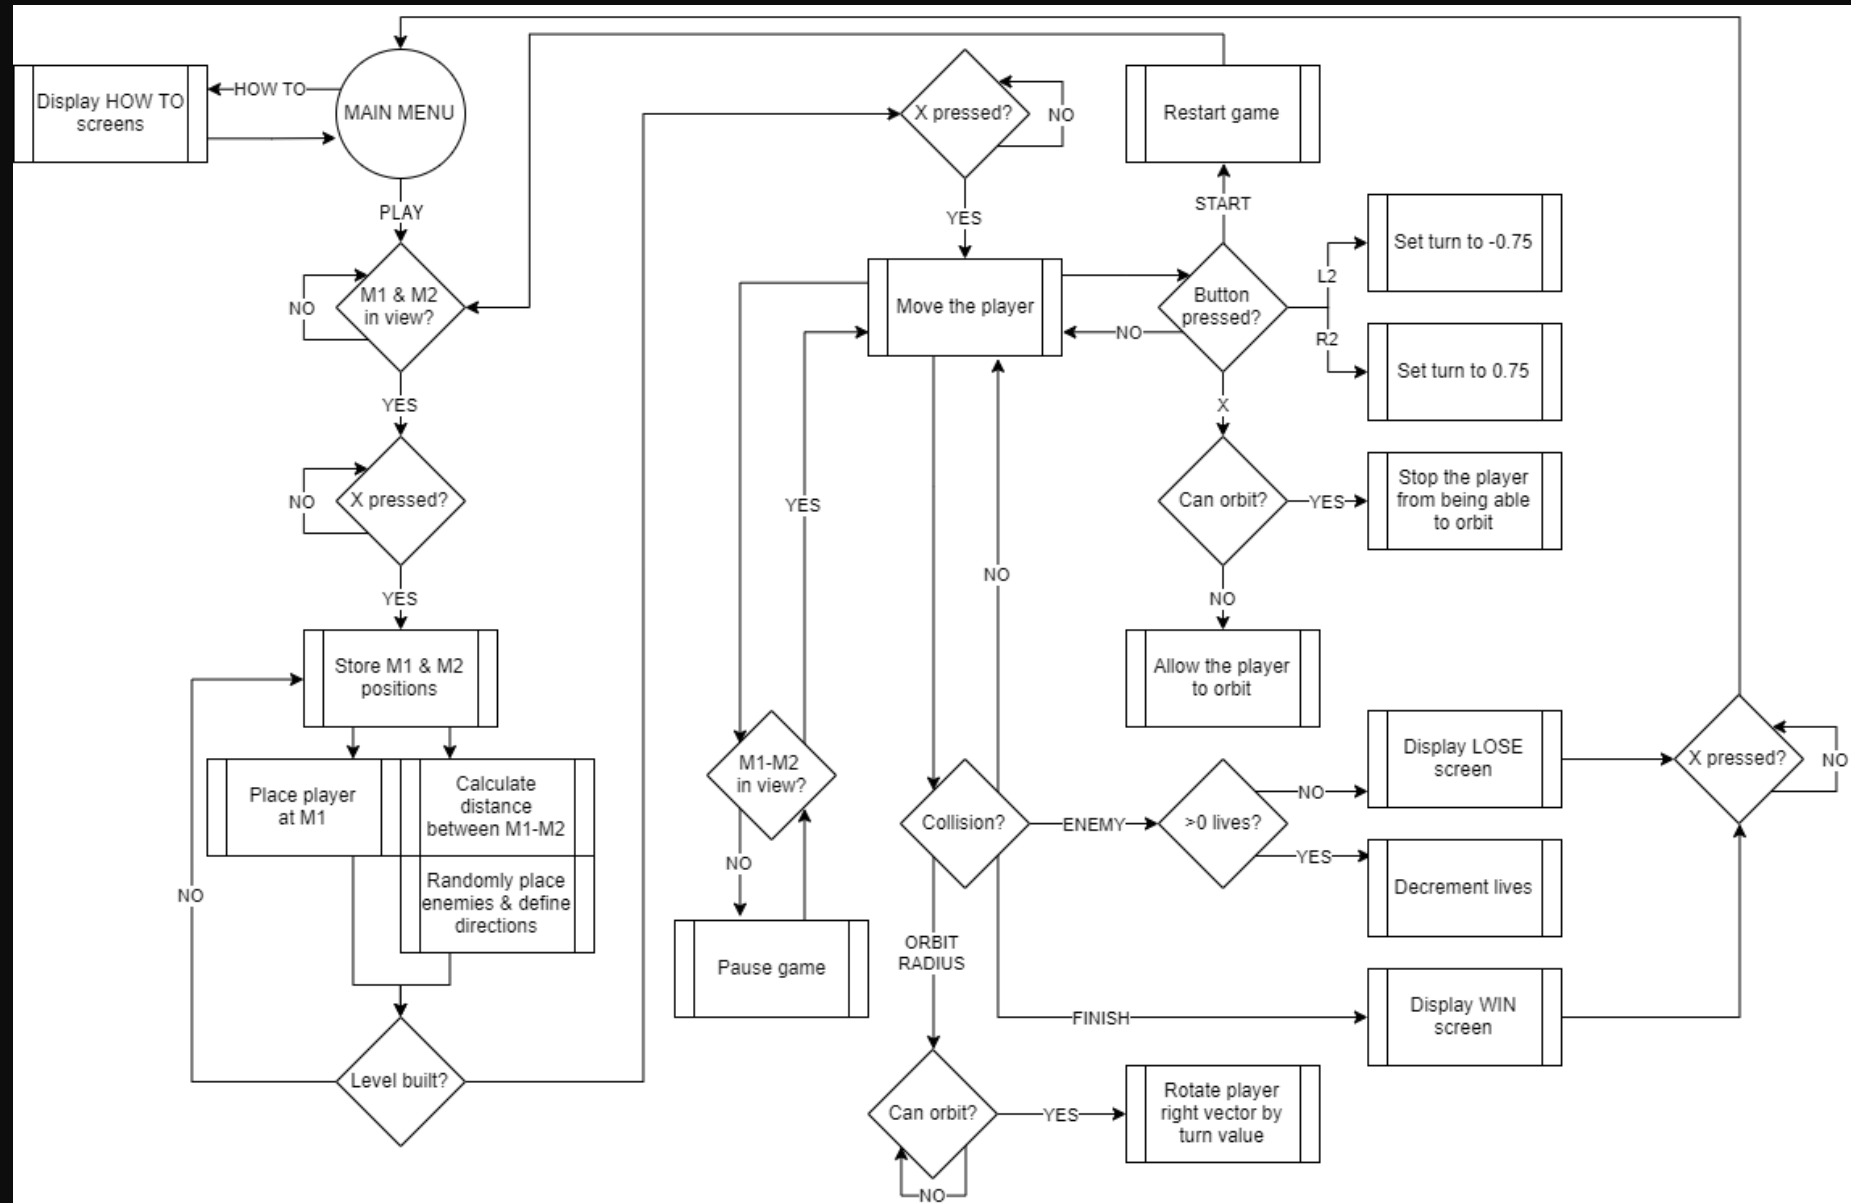 Display HOW TO
screens
HOW TO
MAIN MENU
PLAY
M1 & M2
in view?
NO
YES
X pressed?
NO
YES
Store M1 & M2
positions
Place player
at M1
Calculate
distance
between M1-M2
Randomly place
enemies & define
directions
NO
Level built?
X pressed?
NO
YES
Move the player
Restart game
START
Button
pressed?
NO
L2
R2
Set turn to -0.75
Set turn to 0.75
X
Can orbit?
YES
Stop the player
from being able
to orbit
NO
Allow the player
to orbit
YES
M1-M2
in view?
NO
Pause game
NO
Collision?
ENEMY
>0 lives?
NO
YES
Display LOSE
screen
Decrement lives
X pressed?
NO
ORBIT
RADIUS
FINISH
Display WIN
screen
Can orbit?
YES
NO
Rotate player
right vector by
turn value